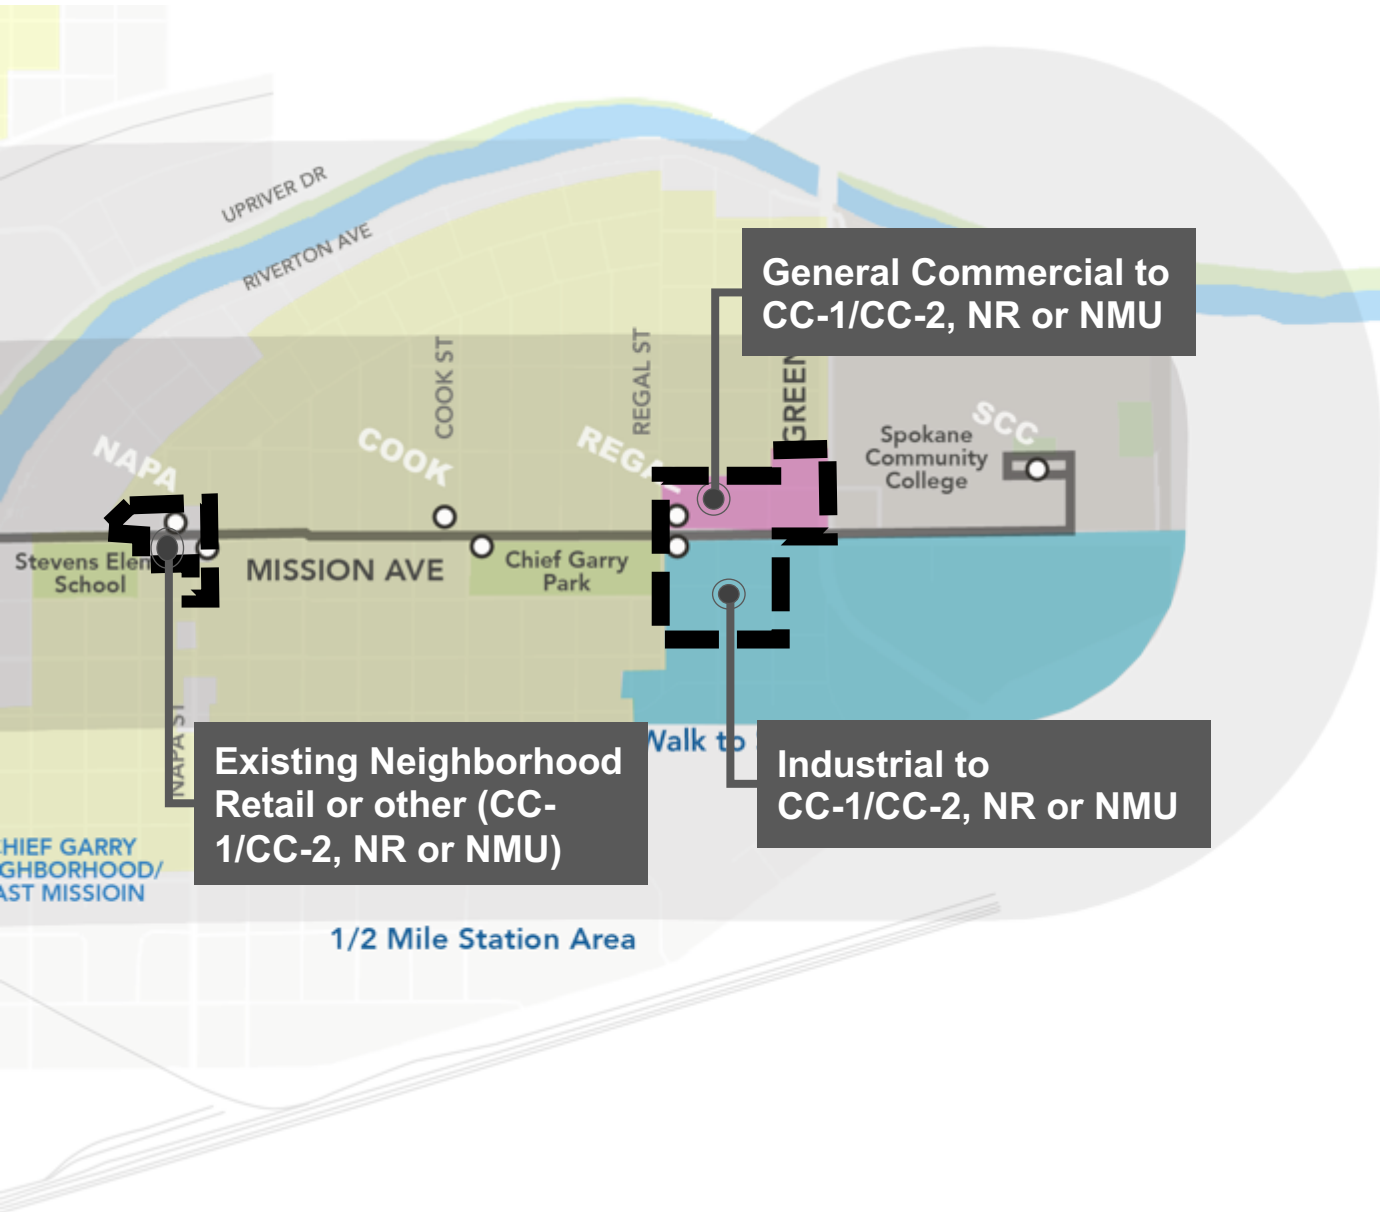 UPRIVER DR
RIVERTON AVE
General Commercial to
CC-1/CC-2, NR or NMU
COOK ST
REGAL ST
GREEN
NAPA
COOK
REGAL
SCC
Spokane
Community
College
Stevens Elem
School
MISSION AVE
Chief Garry
Park
NAPA ST
Existing Neighborhood
Retail or other (CC-
1/CC-2, NR or NMU)
Walk to
Industrial to
CC-1/CC-2, NR or NMU
CHIEF GARRY
GHBORHOOD/
AST MISSIOIN
1/2 Mile Station Area